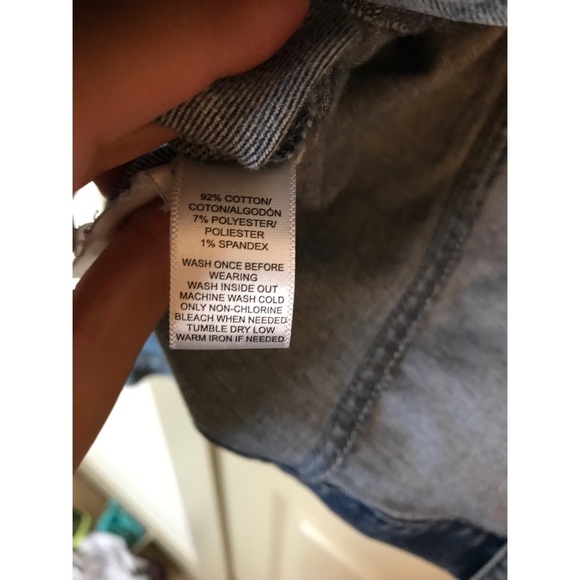 92% COTTON/
COTON/ALGODÓN
7% POLYESTER/
POLIESTER
1% SPANDEX
WASH ONCE BEFORE
WEARING
WASH INSIDE OUT
MACHINE WASH COLD
ONLY NON-CHLORINE
BLEACH WHEN NEEDED
TUMBLE DRY LOW
WARM IRON IF NEEDED